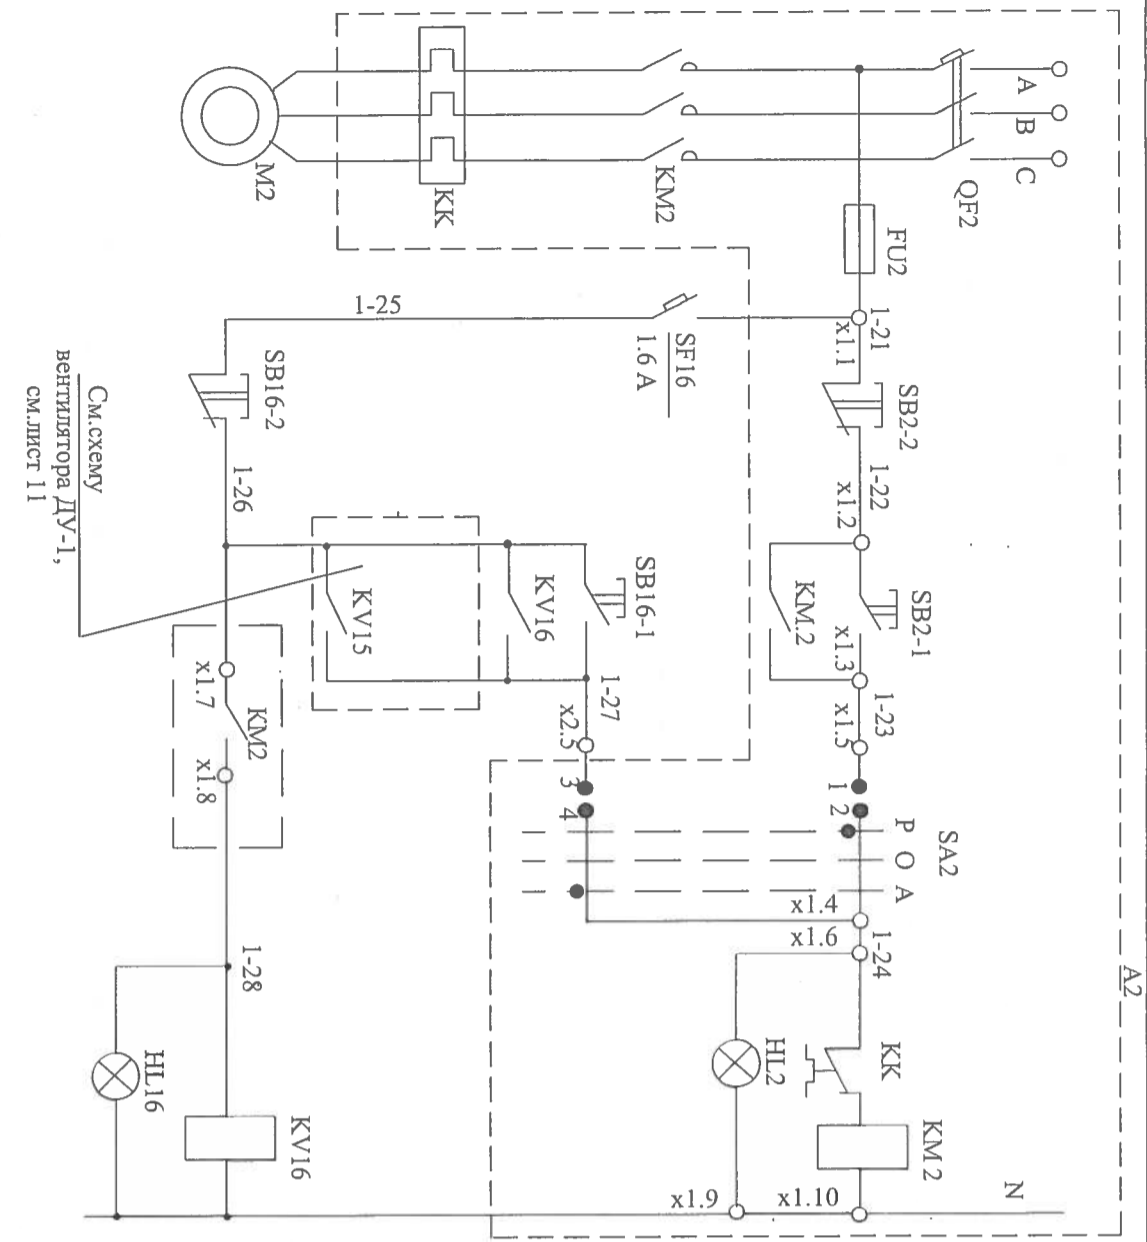 A
B
C
QF2
KM2
KK
M2
FU2
1-21
x1.1
1-25
SF16
1.6 A
SB2-2
SB16-2
1-22
x1.2
1-26
См.схему
вентилятора ДУ-1,
см.лист 11
SB2-1
KM.2
x1.3
SB16-1
KV16
KV15
1-23
x1.5
1-27
x2.5
x1.7
KM2
x1.8
1
2
3
4
SA2
Р
О
А
x1.4
x1.6
1-24
1-28
A2
KK
HL2
HL16
KM 2
KV16
N
x1.9
x1.10